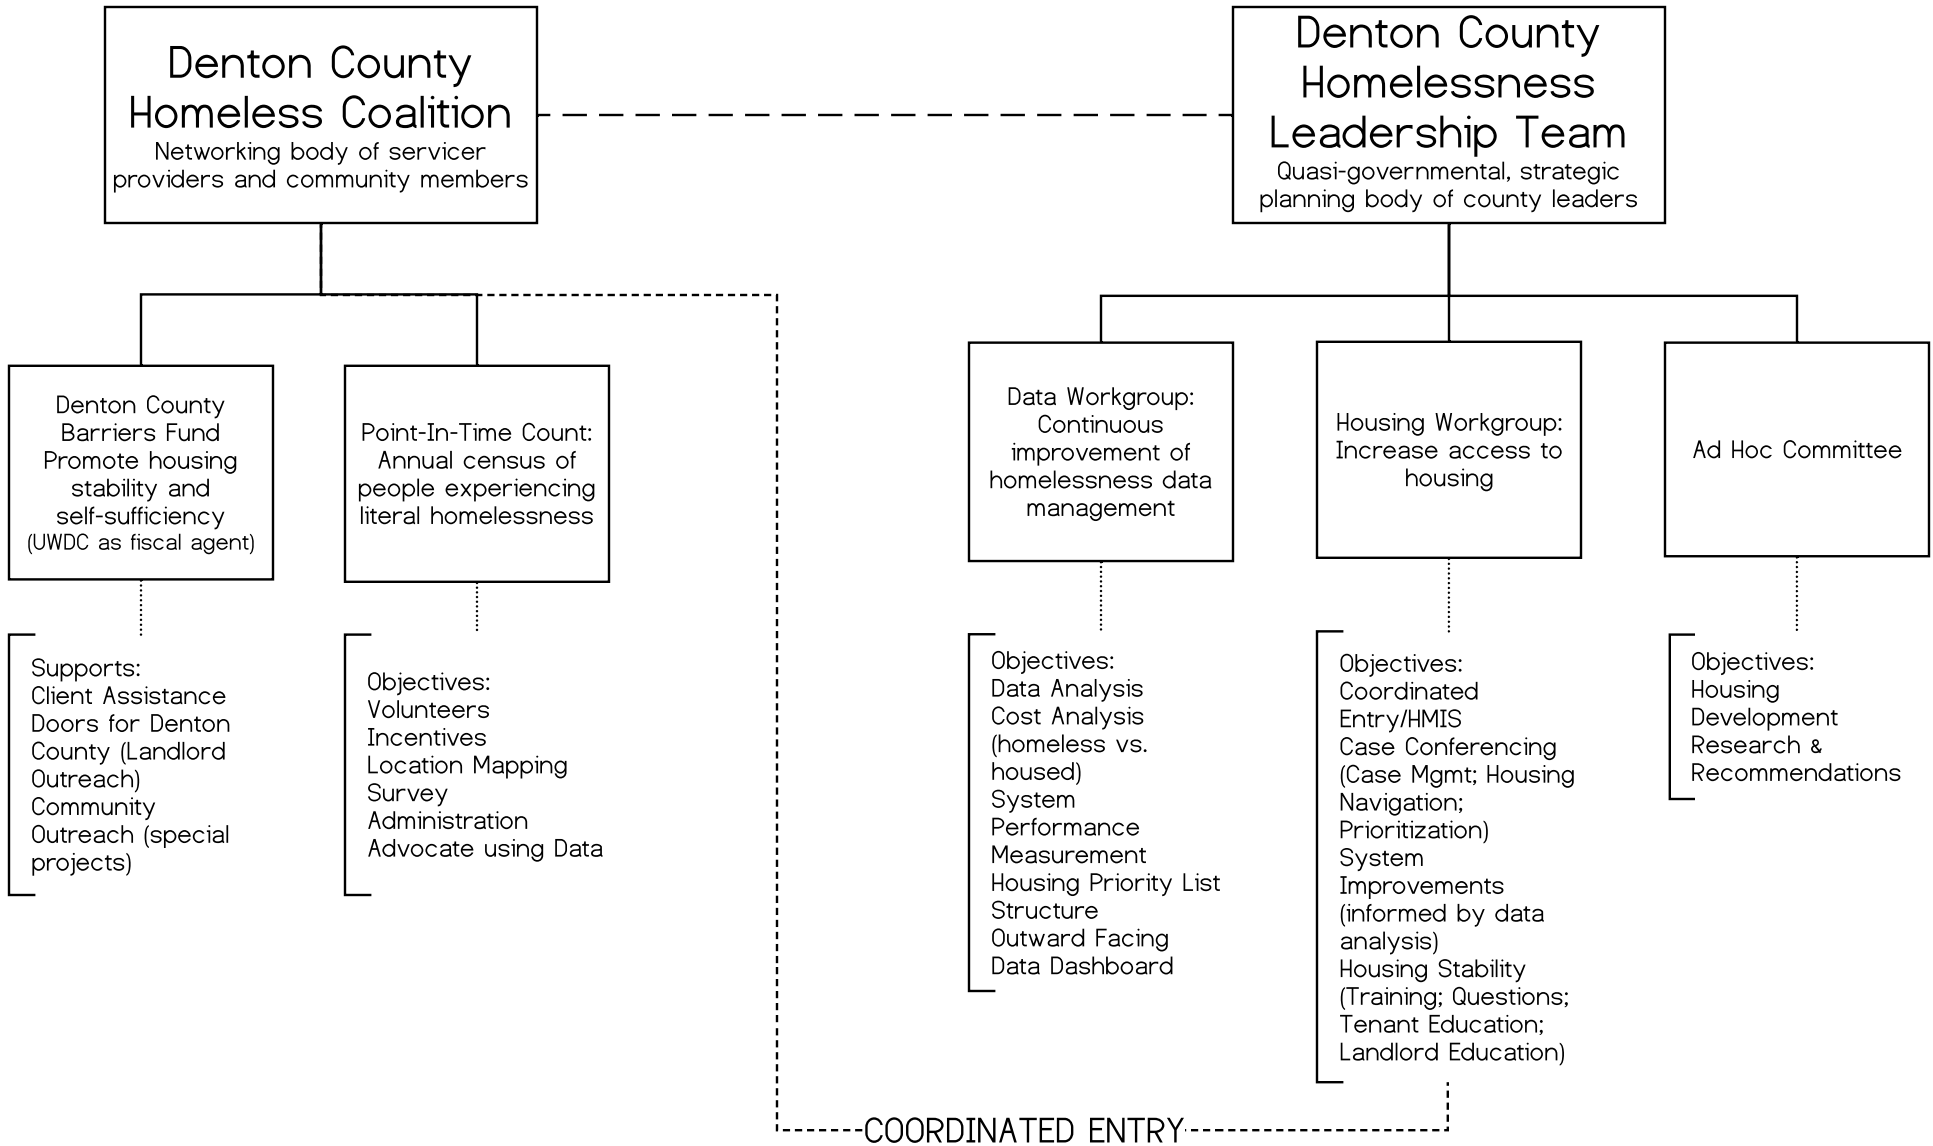 Denton County
Homeless Coalition
Networking body of servicer
providers and community members
Denton County
Homelessness
Leadership Team
Quasi-governmental, strategic
planning body of county leaders
Denton County
Barriers Fund
Promote housing
stability and
self-sufficiency
(UWDC as fiscal agent)
Point-In-Time Count:
Annual census of
people experiencing
literal homelessness
Data Workgroup:
Continuous
improvement of
homelessness data
management
Housing Workgroup:
Increase access to
housing
Ad Hoc Committee
Supports:
Client Assistance
Doors for Denton
County (Landlord
Outreach)
Community
Outreach (special
projects)
Objectives:
Volunteers
Incentives
Location Mapping
Survey
Administration
Advocate using Data
Objectives:
Data Analysis
Cost Analysis
(homeless vs.
housed)
System
Performance
Measurement
Housing Priority List
Structure
Outward Facing
Data Dashboard
Objectives:
Coordinated
Entry/HMIS
Case Conferencing
(Case Mgmt; Housing
Navigation;
Prioritization)
System
Improvements
(informed by data
analysis)
Housing Stability
(Training; Questions;
Tenant Education;
Landlord Education)
Objectives:
Housing
Development
Research &
Recommendations
COORDINATED ENTRY